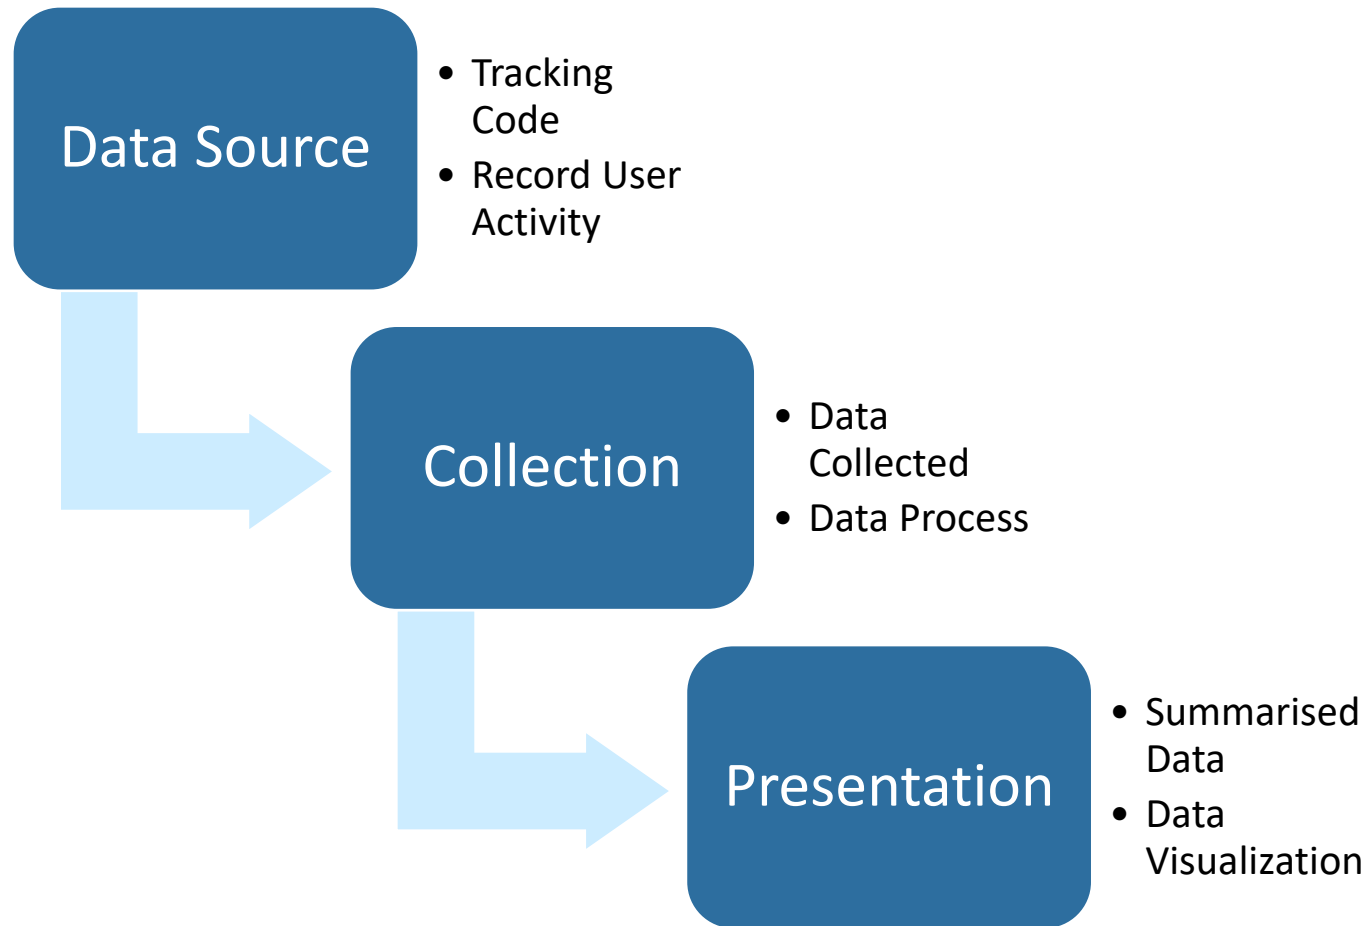 Data Source
• Tracking
Code
• Record User
Activity
Collection
• Data
Collected
• Data Process
Presentation
• Summarised
Data
• Data
Visualization